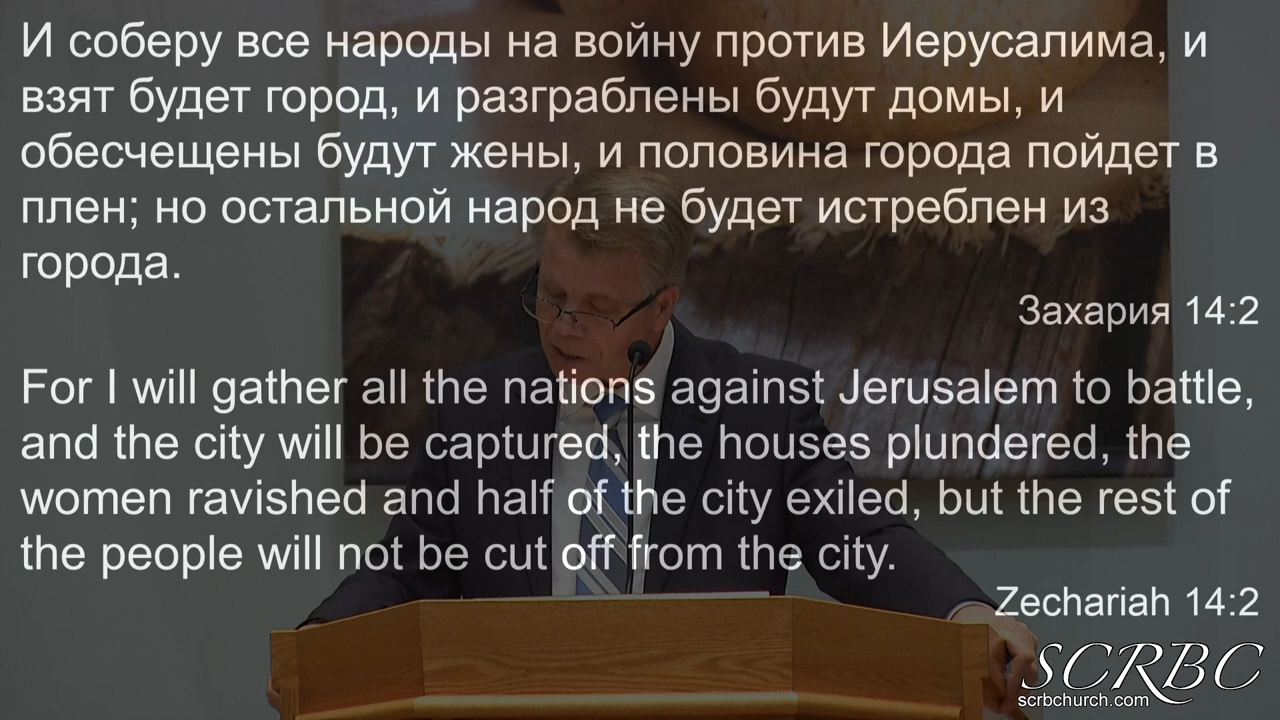 И соберу все народы на войну против Иерусалима, и
взят будет город, и разграблены будут домы, и
обесчещены будут жены, и половина города пойдет в
плен; но остальной народ не будет истреблен из
города.
Захария 14:2
For I will gather all the nations against Jerusalem to battle,
and the city will be captured, the houses plundered, the
women ravished and half of the city exiled, but the rest of
the people will not be cut off from the city.
Zechariah 14:2
SCRBC
scrbchurch.com